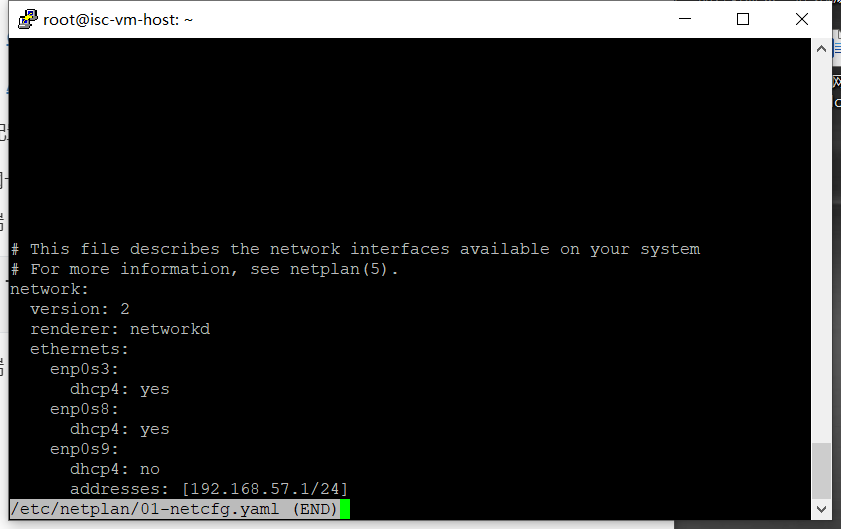 root@isc-vm-host: ~
# This file describes the network interfaces available on your system
# For more information, see netplan(5).
network:
  version: 2
  renderer: networkd
  ethernets:
    enp0s3:
      dhcp4: yes
    enp0s8:
      dhcp4: yes
    enp0s9:
      dhcp4: no
      addresses: [192.168.57.1/24]
/etc/netplan/01-netcfg.yaml (END)